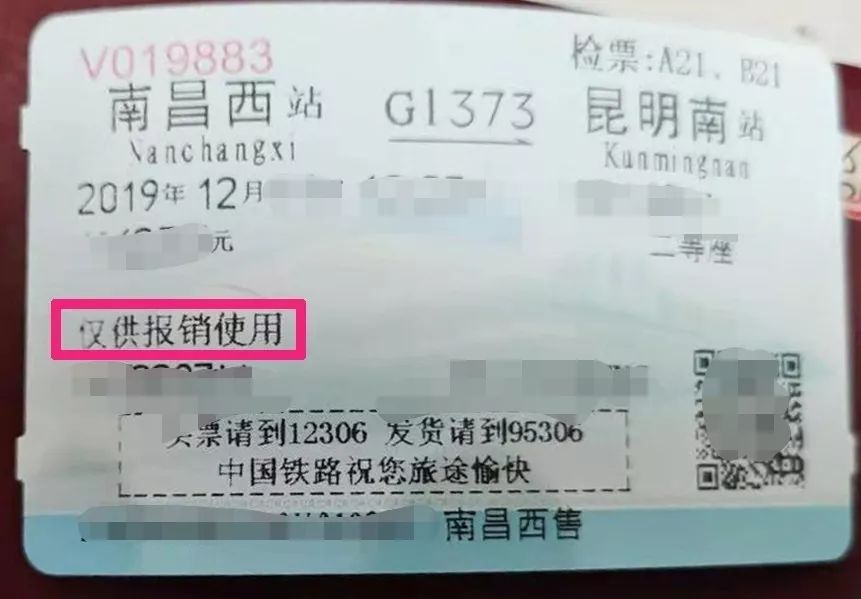 V019883 检票:A21、B21
南昌西站 G1373 昆明南站
Nanchangxi Kunmingnan
2019年12月
元 二等座
仅供报销使用
买票请到12306 发货请到95306
中国铁路祝您旅途愉快
南昌西售